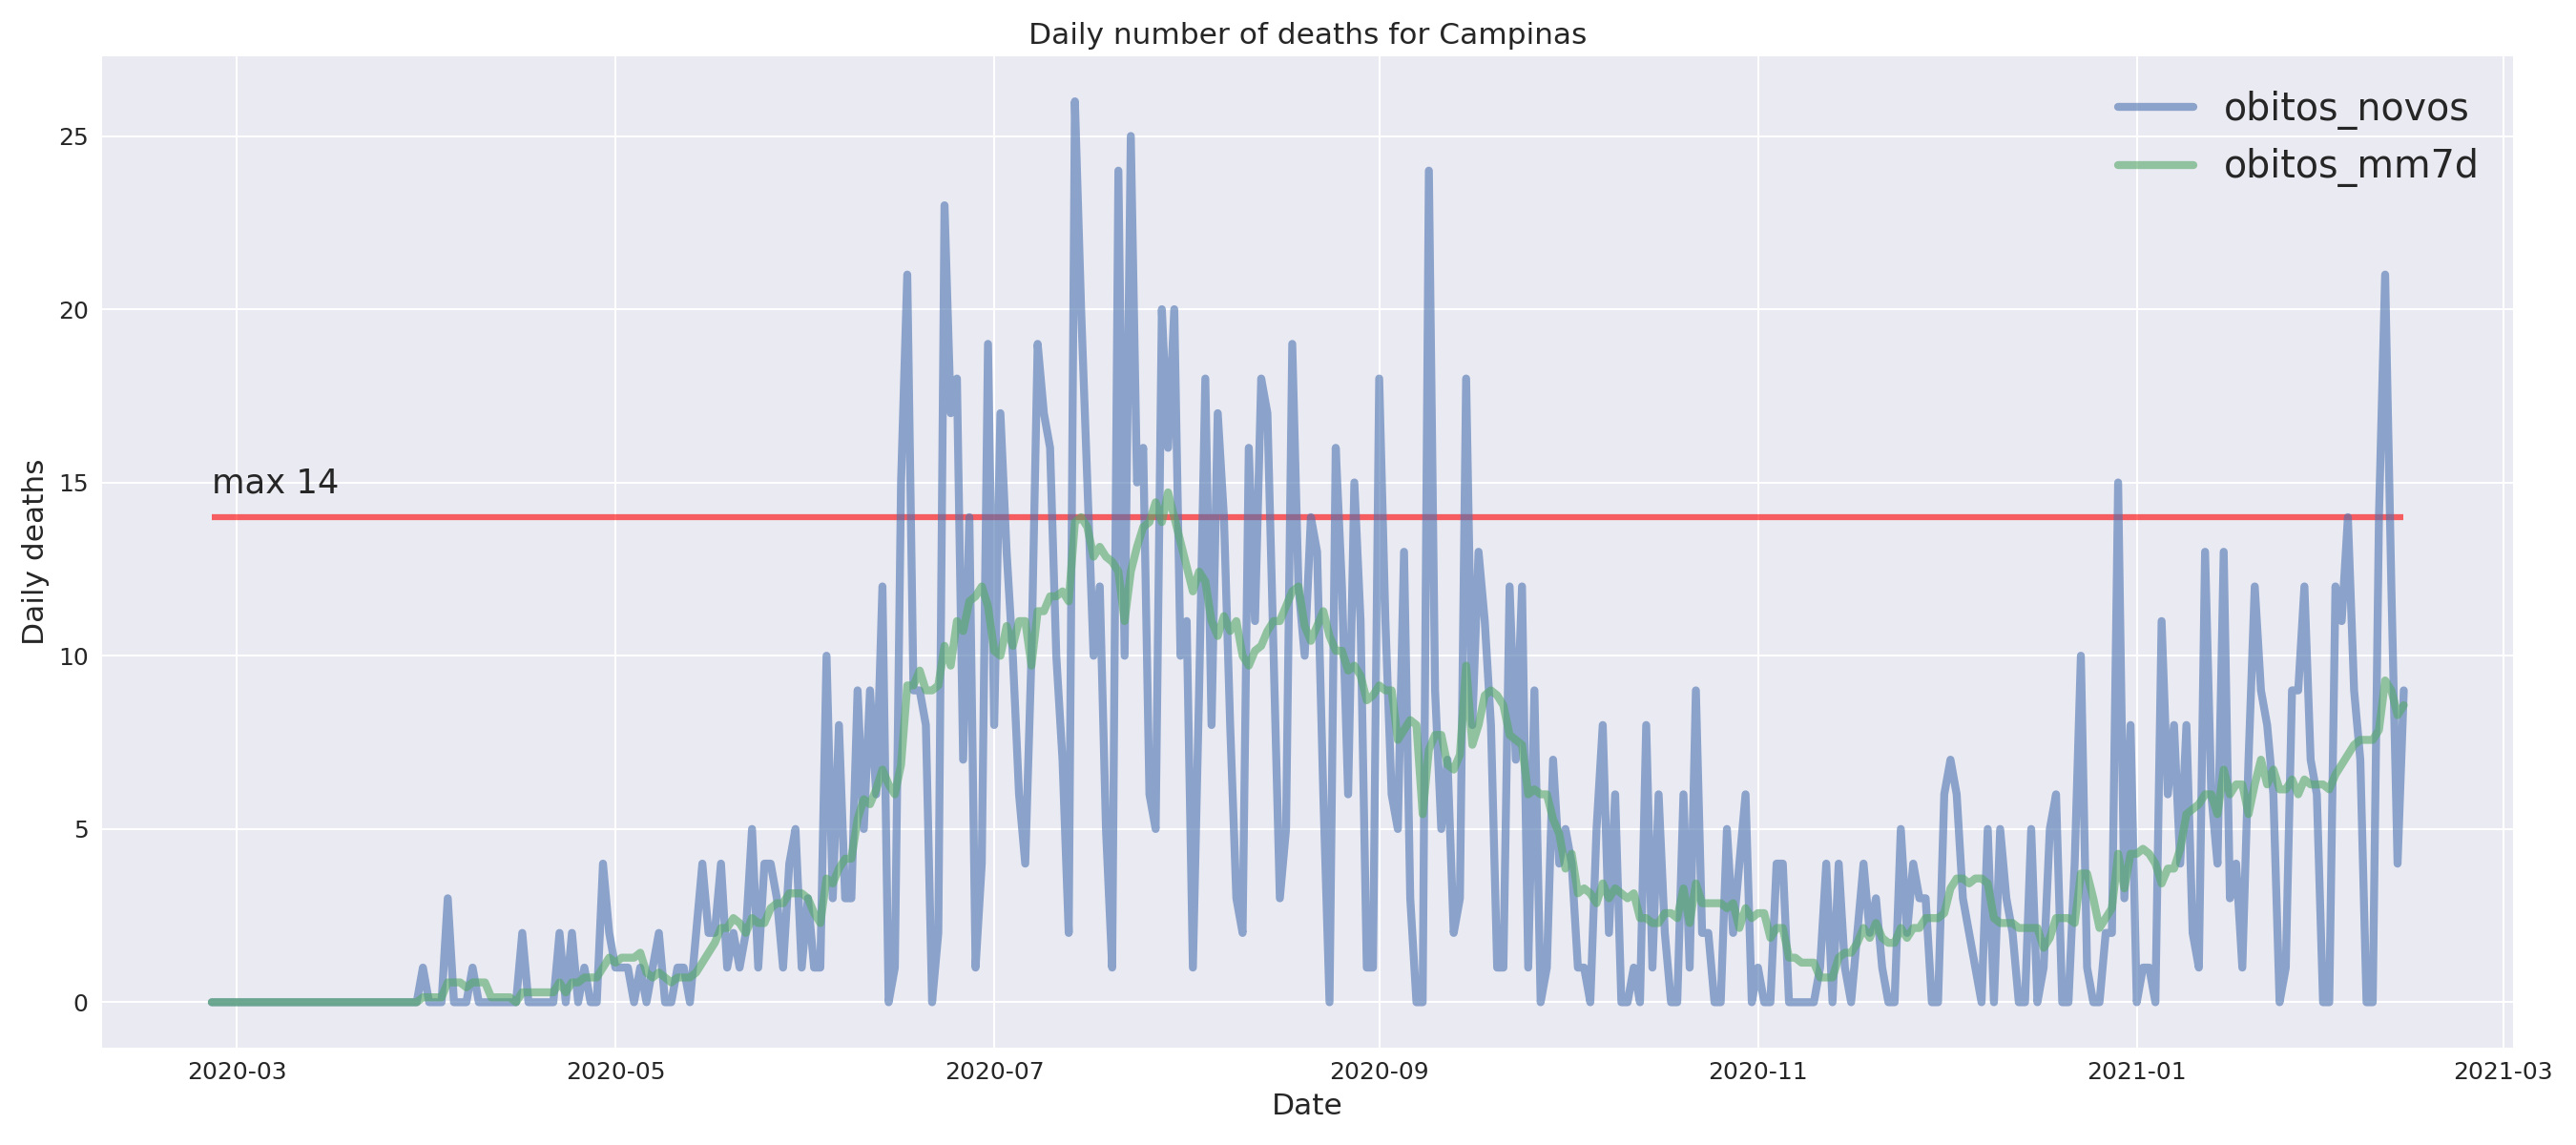 Daily number of deaths for Campinas
obitos_novos
obitos_mm7d
max 14
Daily deaths
25
20
15
10
5
0
2020-03
2020-05
2020-07
2020-09
2020-11
2021-01
2021-03
Date